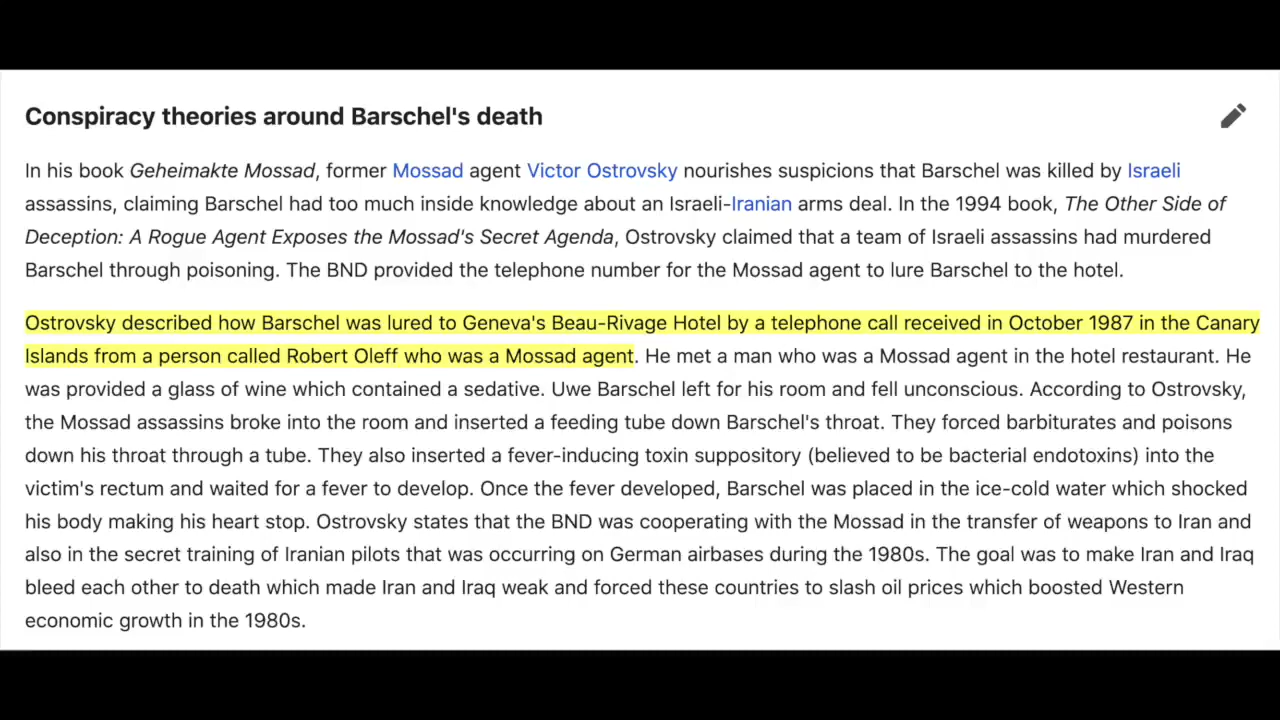 Conspiracy theories around Barschel's death
In his book Geheimakte Mossad, former Mossad agent Victor Ostrovsky nourishes suspicions that Barschel was killed by Israeli
assassins, claiming Barschel had too much inside knowledge about an Israeli-Iranian arms deal. In the 1994 book, The Other Side of
Deception: A Rogue Agent Exposes the Mossad's Secret Agenda, Ostrovsky claimed that a team of Israeli assassins had murdered
Barschel through poisoning. The BND provided the telephone number for the Mossad agent to lure Barschel to the hotel.
Ostrovsky described how Barschel was lured to Geneva's Beau-Rivage Hotel by a telephone call received in October 1987 in the Canary
Islands from a person called Robert Oleff who was a Mossad agent. He met a man who was a Mossad agent in the hotel restaurant. He
was provided a glass of wine which contained a sedative. Uwe Barschel left for his room and fell unconscious. According to Ostrovsky,
the Mossad assassins broke into the room and inserted a feeding tube down Barschel's throat. They forced barbiturates and poisons
down his throat through a tube. They also inserted a fever-inducing toxin suppository (believed to be bacterial endotoxins) into the
victim's rectum and waited for a fever to develop. Once the fever developed, Barschel was placed in the ice-cold water which shocked
his body making his heart stop. Ostrovsky states that the BND was cooperating with the Mossad in the transfer of weapons to Iran and
also in the secret training of Iranian pilots that was occurring on German airbases during the 1980s. The goal was to make Iran and Iraq
bleed each other to death which made Iran and Iraq weak and forced these countries to slash oil prices which boosted Western
economic growth in the 1980s.